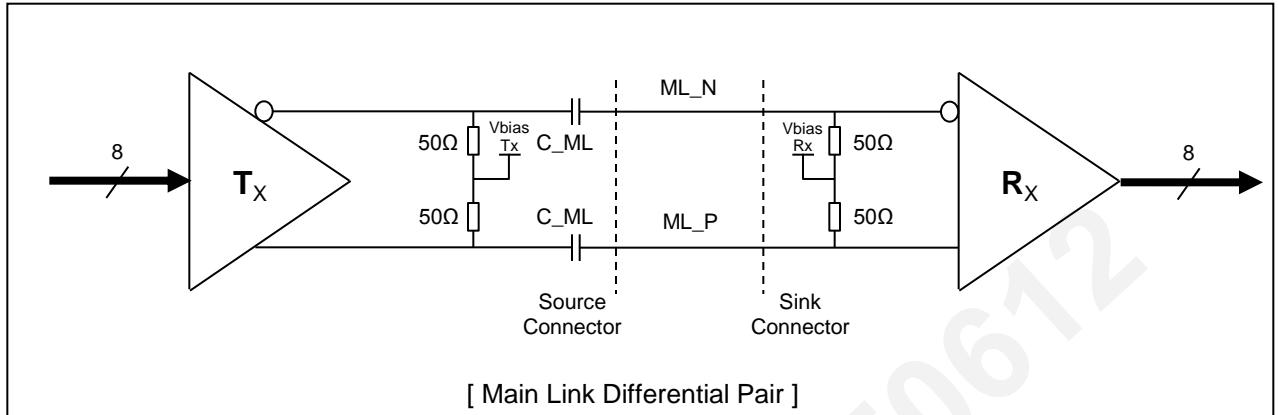 ML_N
Vbias
Tx
Vbias
Rx
50Ω
C_ML
50Ω
8
8
TX
RX
50Ω
C_ML
ML_P
50Ω
Source
Connector
Sink
Connector
[ Main Link Differential Pair ]